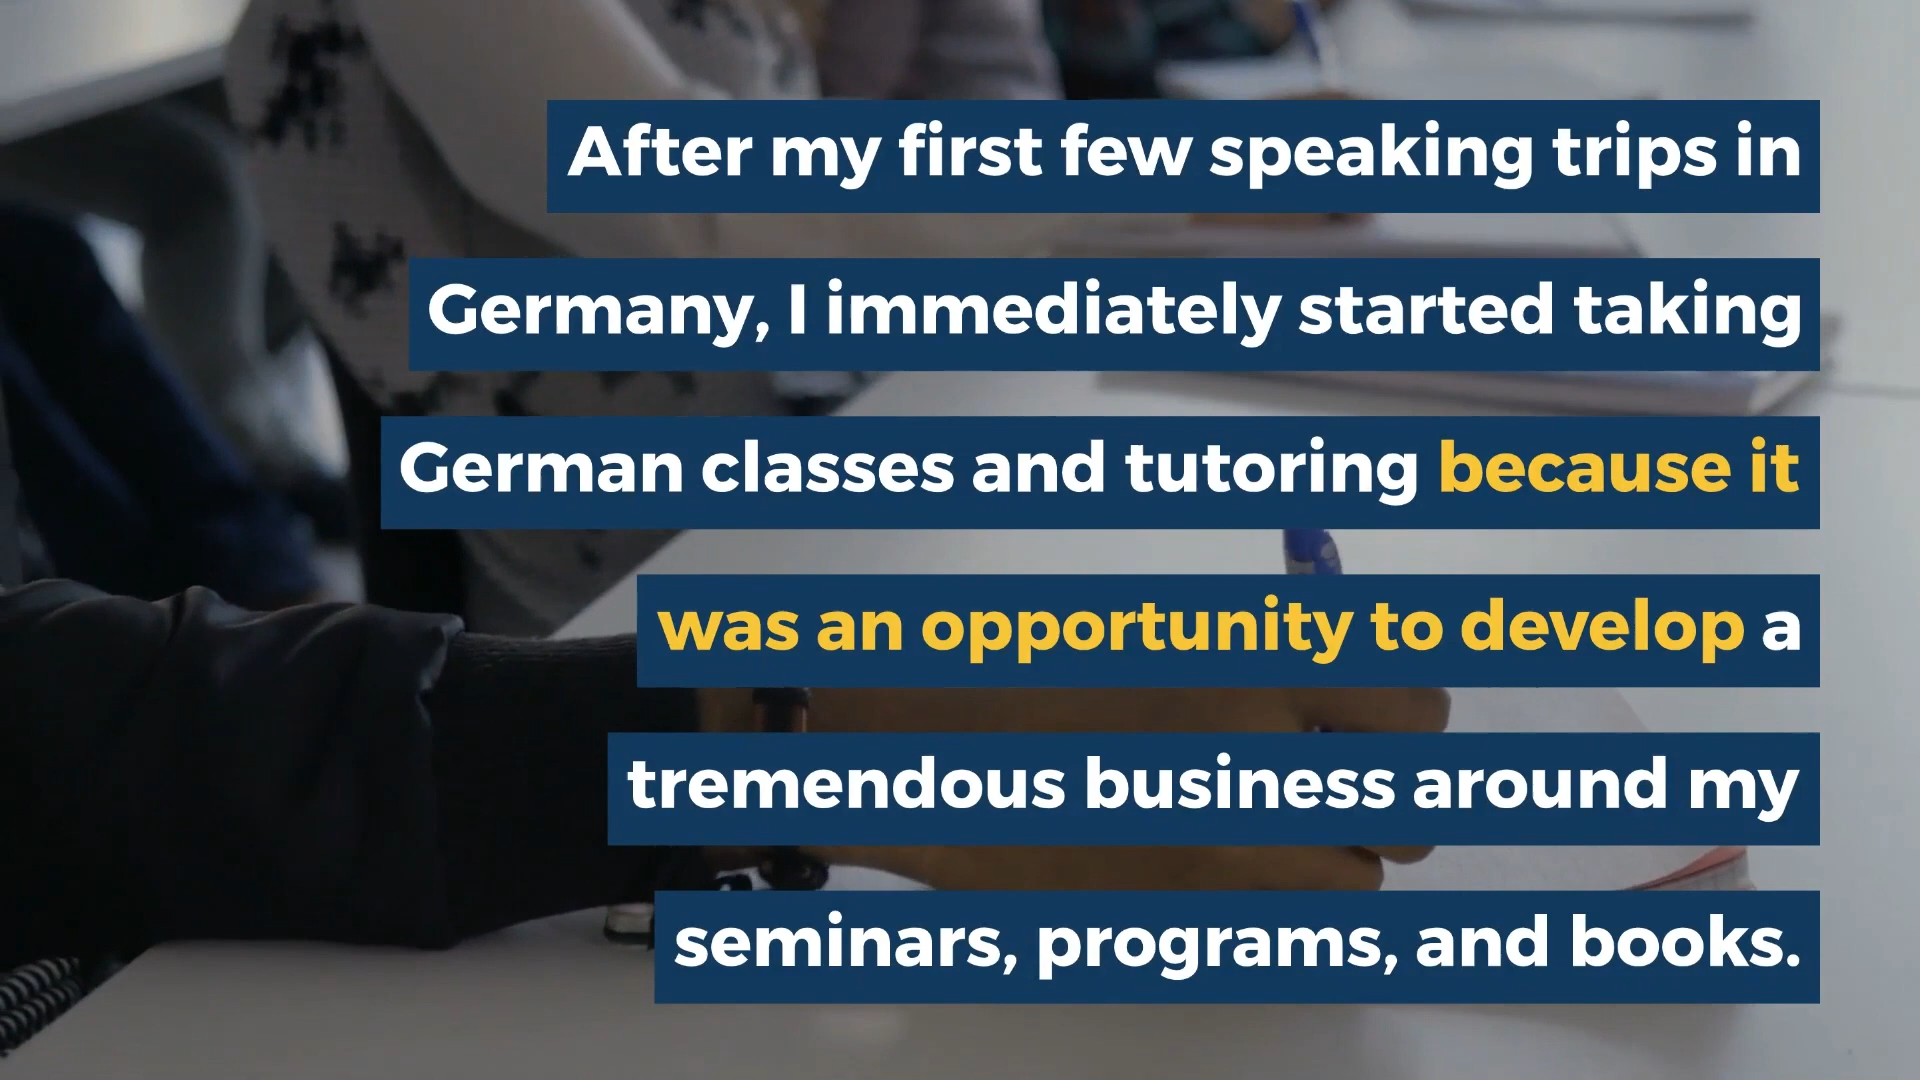 After my first few speaking trips in
Germany, I immediately started taking
German classes and tutoring because it
was an opportunity to develop a
tremendous business around my
seminars, programs, and books.